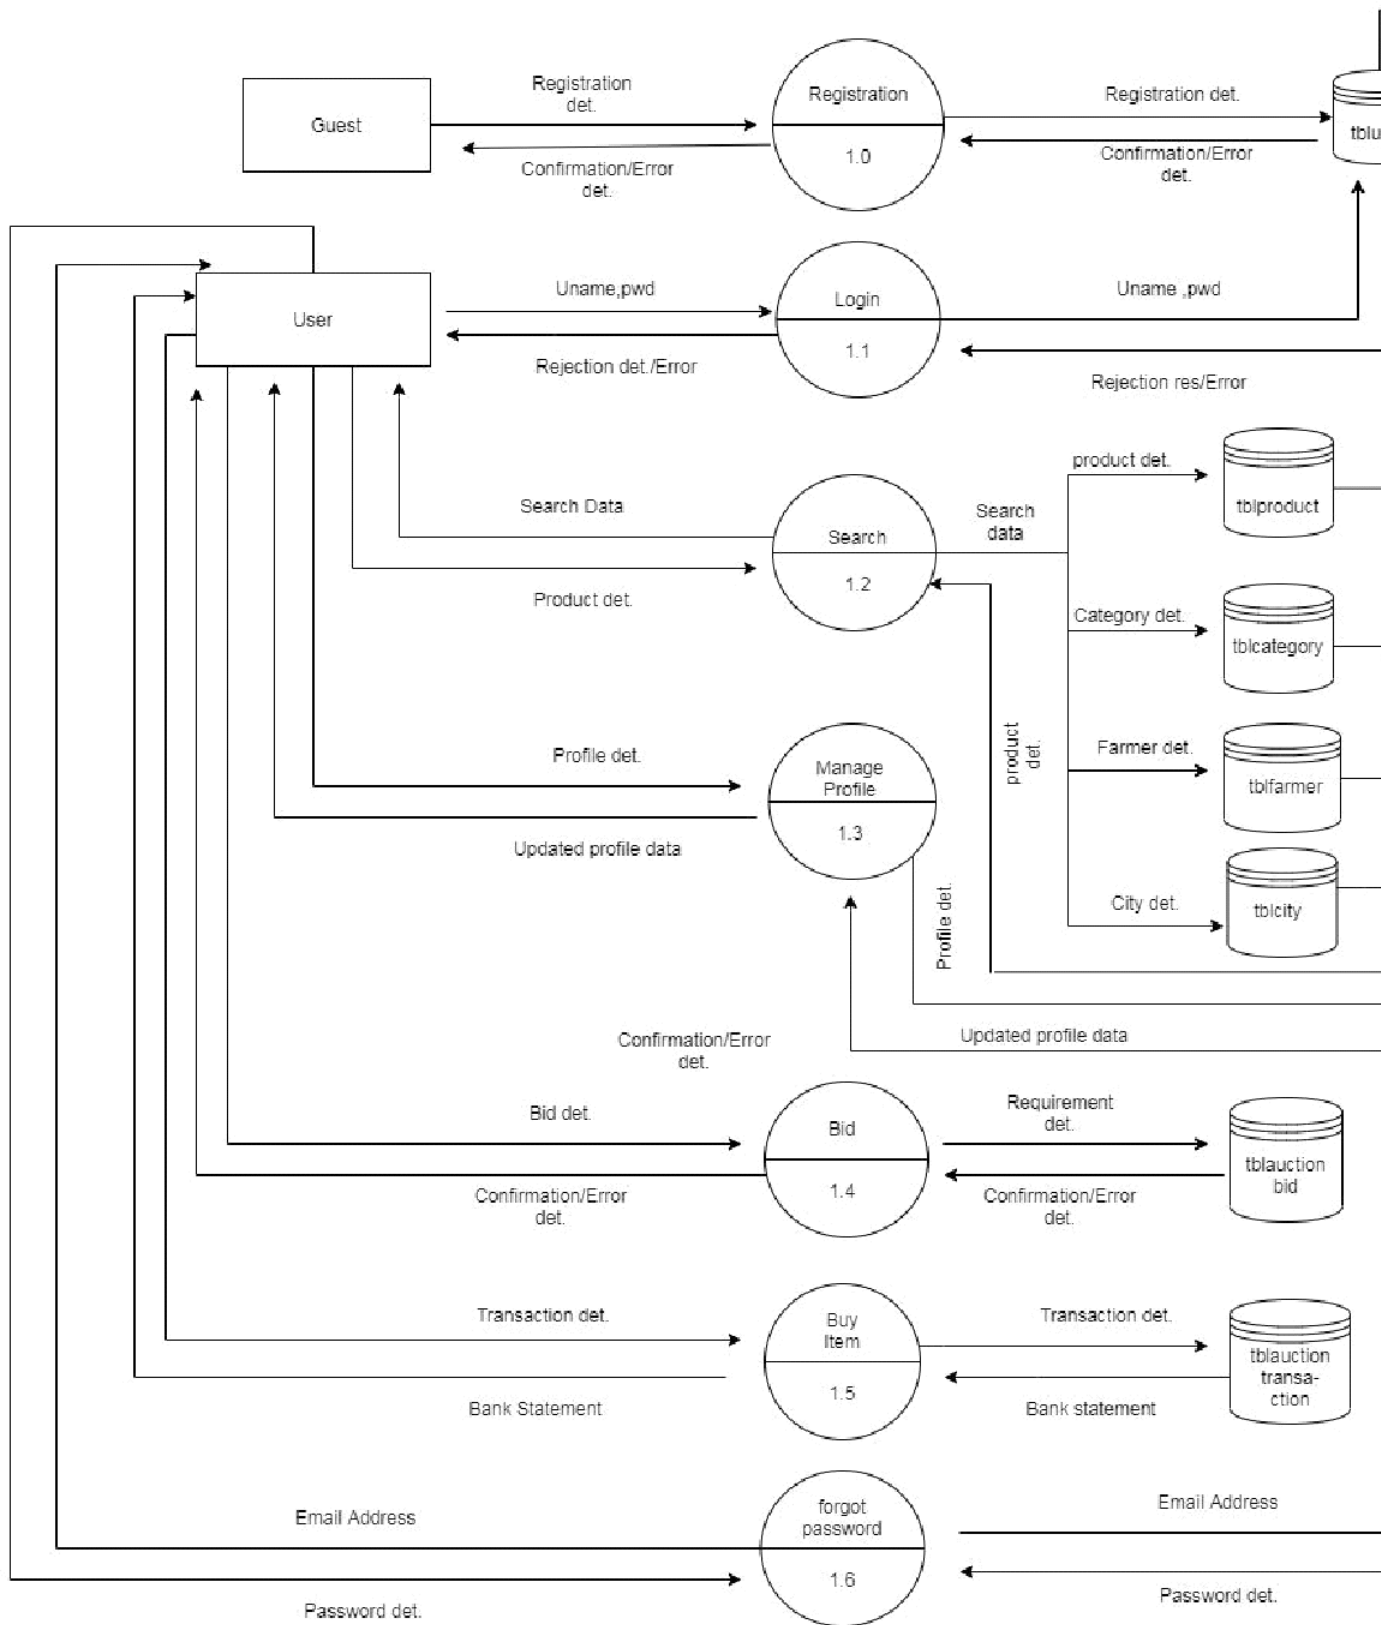 Registration
det.
Registration
Registration det.
Guest
1.0
Confirmation/Error
det.
Confirmation/Error
det.
tblu
Uname,pwd
Login
Uname ,pwd
User
1.1
Rejection det./Error
Rejection res/Error
product det.
Search Data
Search
data
tblproduct
Search
1.2
Product det.
Category det.
tblcategory
product
det.
Profile det.
Manage
Profile
Farmer det.
tblfarmer
1.3
Updated profile data
Profile det.
City det.
tblcity
Confirmation/Error
det.
Updated profile data
Bid det.
Bid
Requirement
det.
tblauction
bid
1.4
Confirmation/Error
det.
Confirmation/Error
det.
Transaction det.
Buy
Item
Transaction det.
tblauction
transa-
ction
1.5
Bank Statement
Bank statement
Email Address
forgot
password
Email Address
1.6
Password det.
Password det.